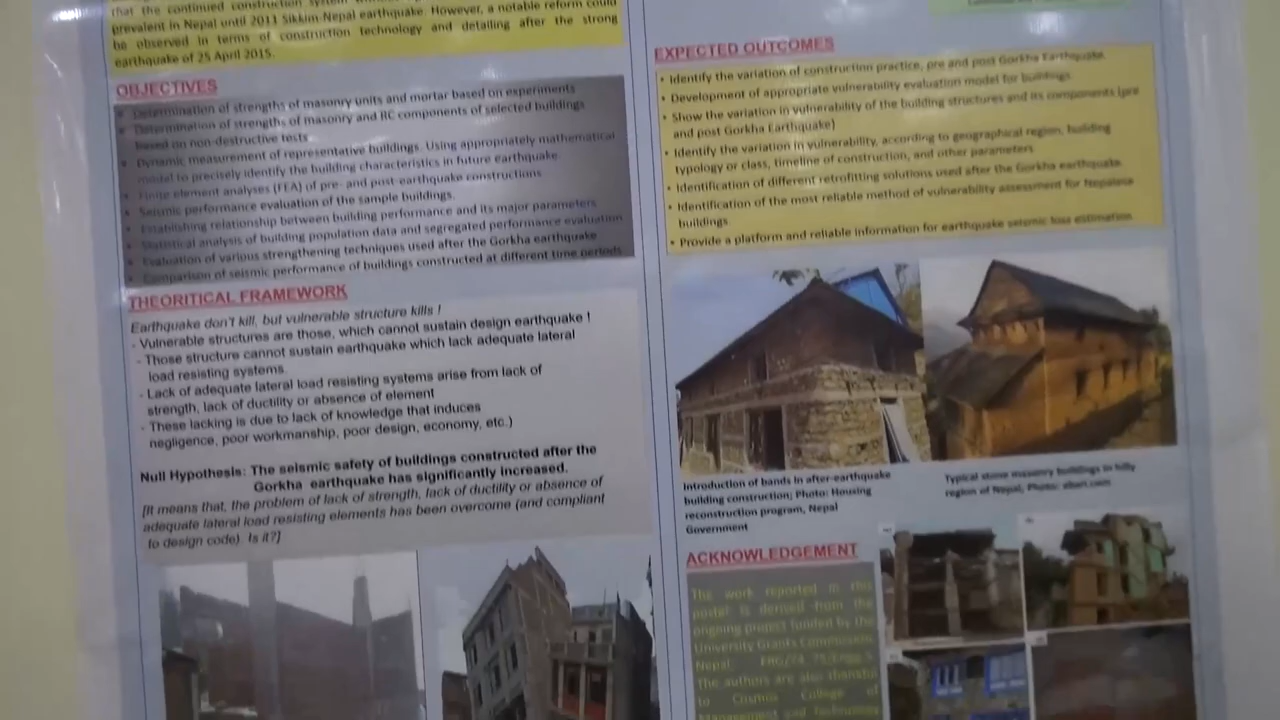 that the continued construction system
prevalent in Nepal until 2011 Sikkim-Nepal earthquake. However, a notable reform could
be observed in terms of construction technology and detailing after the strong
earthquake of 25 April 2015.
OBJECTIVES
• Determination of strengths of masonry units and mortar based on experiments
• Determination of strengths of masonry and RC components of selected buildings
based on non-destructive tests
• Dynamic measurement of representative buildings. Using appropriately mathematical
model to precisely identify the building characteristics in future earthquake.
• Finite element analyses (FEA) of pre- and post-earthquake constructions
• Seismic performance evaluation of the sample buildings.
• Establishing relationship between building performance and its major parameters
• Statistical analysis of building population data and segregated performance evaluation
• Evaluation of various strengthening techniques used after the Gorkha earthquake
• Comparison of seismic performance of buildings constructed at different time periods
THEORITICAL FRAMEWORK
Earthquake don't kill, but vulnerable structure kills !
- Vulnerable structures are those, which cannot sustain design earthquake !
- Those structure cannot sustain earthquake which lack adequate lateral
load resisting systems.
- Lack of adequate lateral load resisting systems arise from lack of
strength, lack of ductility or absence of element
- These lacking is due to lack of knowledge that induces
negligence, poor workmanship, poor design, economy, etc.)
Null Hypothesis: The seismic safety of buildings constructed after the
Gorkha earthquake has significantly increased.
[It means that, the problem of lack of strength, lack of ductility or absence of
adequate lateral load resisting elements has been overcome (and compliant
to design code). Is it?]
EXPECTED OUTCOMES
• Identify the variation of construction practice, pre and post Gorkha Earthquake.
• Development of appropriate vulnerability evaluation model for buildings.
• Show the variation in vulnerability of the building structures and its components (pre
and post Gorkha Earthquake)
• Identify the variation in vulnerability, according to geographical region, building
typology or class, timeline of construction, and other parameters
• Identification of different retrofitting solutions used after the Gorkha earthquake.
• Identification of the most reliable method of vulnerability assessment for Nepalese
buildings
• Provide a platform and reliable information for earthquake seismic loss estimation
Introduction of bands in after-earthquake
building construction; Photo: Housing
reconstruction program, Nepal
Government
Typical stone masonry buildings in hilly
region of Nepal; Photo:
ACKNOWLEDGEMENT
The work reported in this
poster is derived from the
ongoing project funded by the
University Grants Commission,
Nepal
The authors are also thankful
to Cosmos College of
Management and Technology